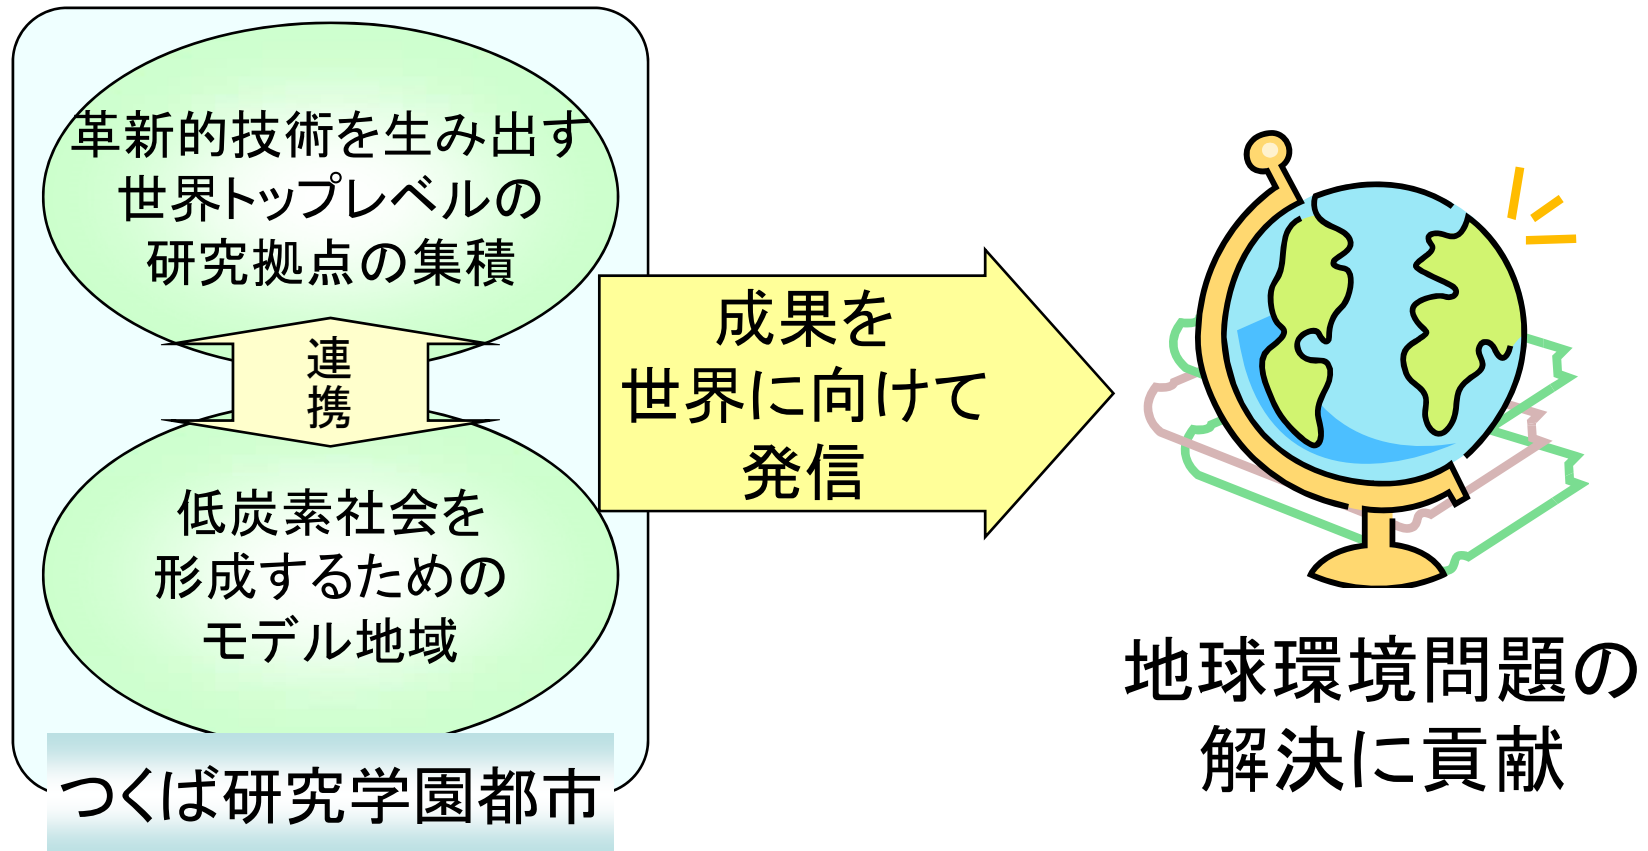 革新的技術を生み出す
世界トップレベルの
研究拠点の集積
連
携
低炭素社会を
形成するための
モデル地域
つくば研究学園都市
成果を
世界に向けて
発信
地球環境問題の
解決に貢献